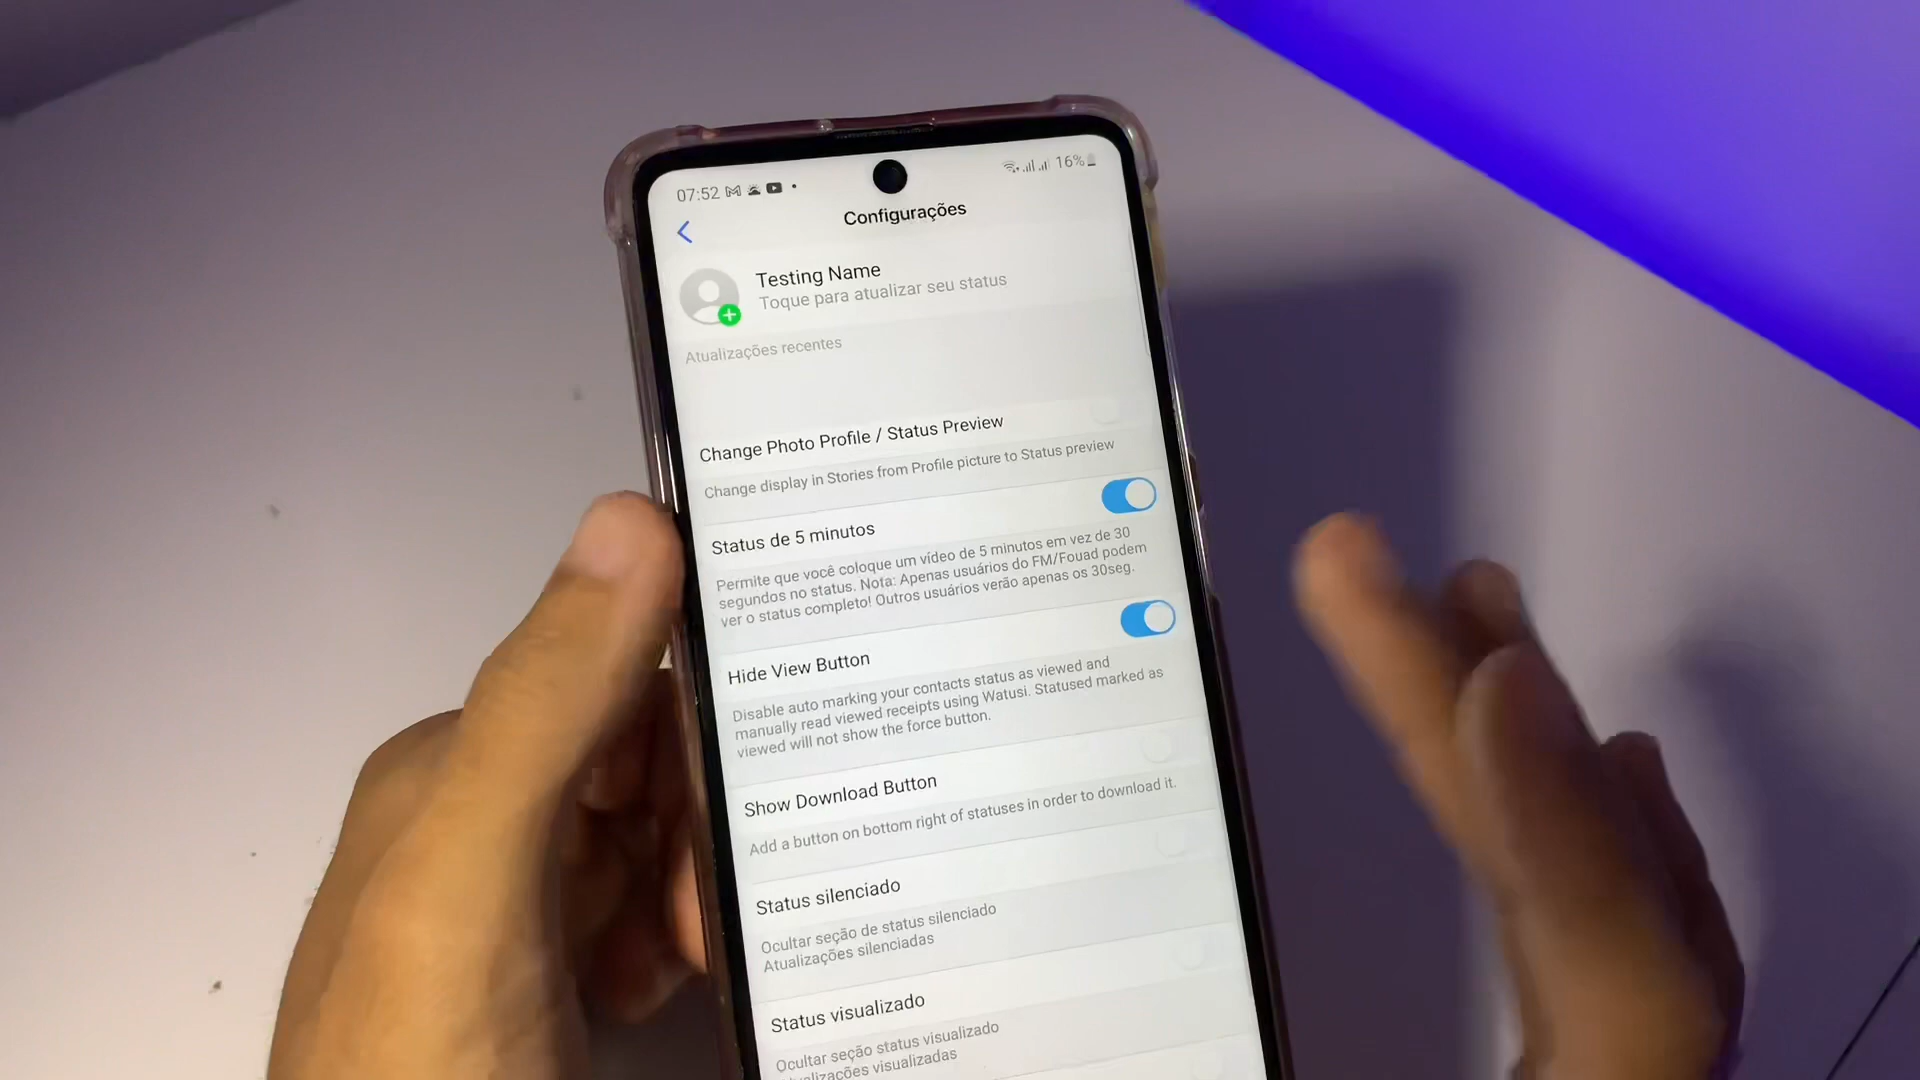 07:52
16%
Configurações
Testing Name
Toque para atualizar seu status
Atualizações recentes
Change Photo Profile / Status Preview
Change display in Stories from Profile picture to Status preview
Status de 5 minutos
Permite que você coloque um vídeo de 5 minutos em vez de 30
segundos no status. Nota: Apenas usuários do FM/Fouad podem
ver o status completo! Outros usuários verão apenas os 30seg.
Hide View Button
Disable auto marking your contacts status as viewed and
manually read viewed receipts using Watusi. Statused marked as
viewed will not show the force button.
Show Download Button
Add a button on bottom right of statuses in order to download it.
Status silenciado
Ocultar seção de status silenciado
Atualizações silenciadas
Status visualizado
Ocultar seção status visualizado
Atualizações visualizadas